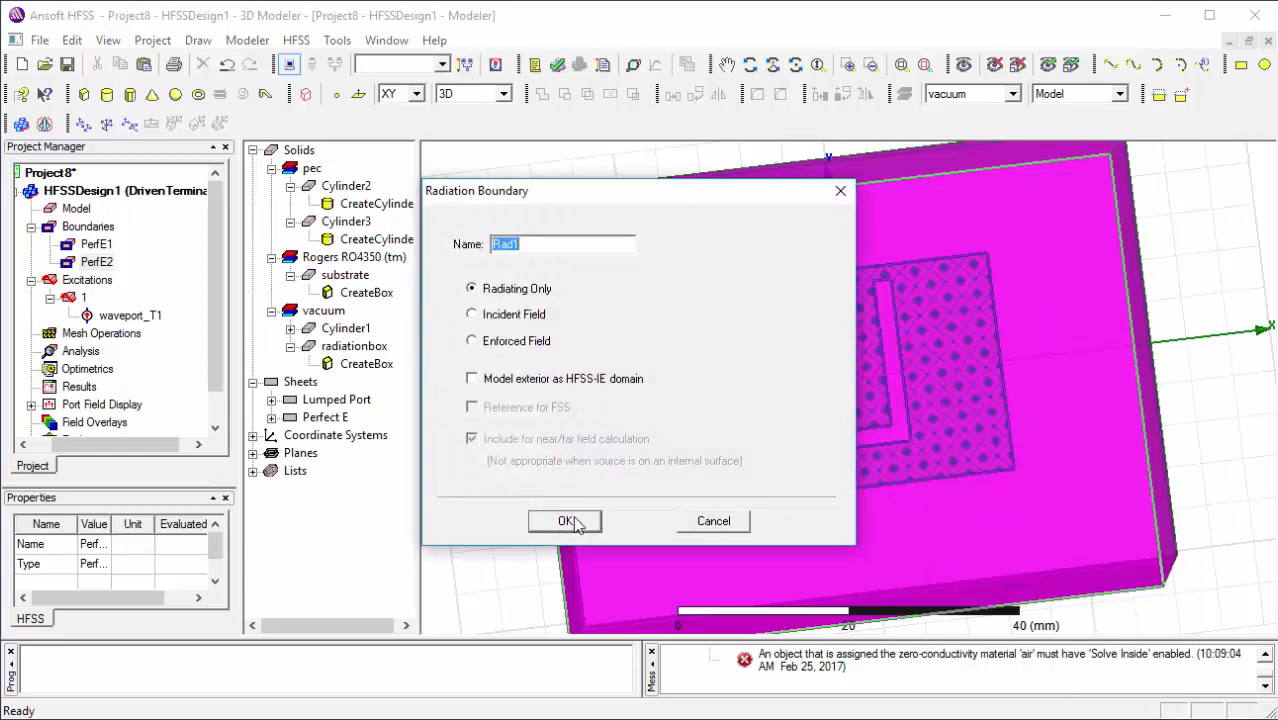 Ansoft HFSS - Project8 - HFSSDesign1 - 3D Modeler - [Project8 - HFSSDesign1 - Modeler]
File Edit View Project Draw Modeler HFSS Tools Window Help
XY 3D vacuum Model
Project Manager
Project8*
HFSSDesign1 (DrivenTermina
Model
Boundaries
PerfE1
PerfE2
Excitations
1
waveport_T1
Mesh Operations
Analysis
Optimetrics
Results
Port Field Display
Field Overlays
Project
Properties
Name Value Unit Evaluated
Name Perf...
Type Perf...
HFSS
Solids
pec
Cylinder2
CreateCylinde
Cylinder3
CreateCylinde
Rogers RO4350 (tm)
substrate
CreateBox
vacuum
Cylinder1
radiationbox
CreateBox
Sheets
Lumped Port
Perfect E
Coordinate Systems
Planes
Lists
Radiation Boundary
Name: Rad1
Radiating Only
Incident Field
Enforced Field
Model exterior as HFSS-IE domain
Reference for FSS
Include for near/far field calculation
(Not appropriate when source is on an internal surface)
OK Cancel
X
0 20 40 (mm)
Prog
Mess
An object that is assigned the zero-conductivity material 'air' must have 'Solve Inside' enabled. (10:09:04
AM Feb 25, 2017)
Ready